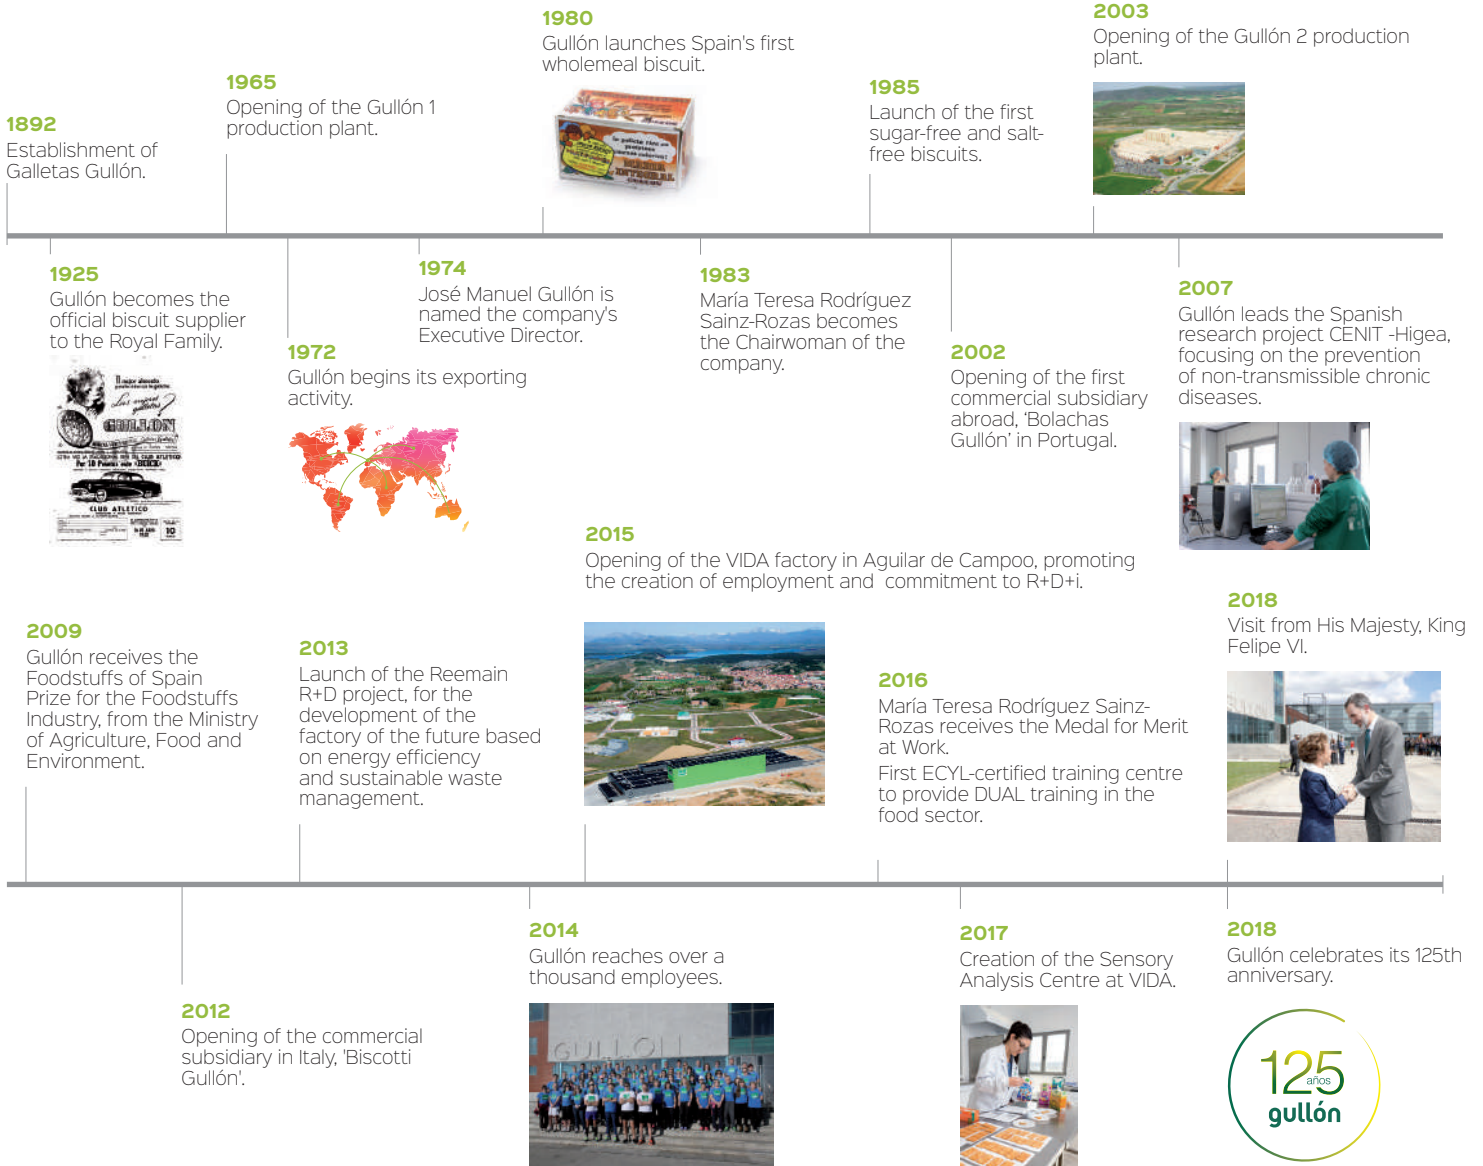 1892
Establishment of
Galletas Gullón.
1925
Gullón becomes the
official biscuit supplier
to the Royal Family.
GULLON
CLUB ATLETICO
10
1965
Opening of the Gullón 1
production plant.
1972
Gullón begins its exporting
activity.
1974
José Manuel Gullón is
named the company's
Executive Director.
1980
Gullón launches Spain's first
wholemeal biscuit.
1983
María Teresa Rodríguez
Sainz-Rozas becomes
the Chairwoman of the
company.
1985
Launch of the first
sugar-free and salt-
free biscuits.
2002
Opening of the first
commercial subsidiary
abroad, ‘Bolachas
Gullón’ in Portugal.
2003
Opening of the Gullón 2 production
plant.
2007
Gullón leads the Spanish
research project CENIT -Higea,
focusing on the prevention
of non-transmissible chronic
diseases.
2009
Gullón receives the
Foodstuffs of Spain
Prize for the Foodstuffs
Industry, from the Ministry
of Agriculture, Food and
Environment.
2012
Opening of the commercial
subsidiary in Italy, 'Biscotti
Gullón'.
2013
Launch of the Reemain
R+D project, for the
development of the
factory of the future based
on energy efficiency
and sustainable waste
management.
2014
Gullón reaches over a
thousand employees.
GULLON
2015
Opening of the VIDA factory in Aguilar de Campoo, promoting
the creation of employment and commitment to R+D+i.
2016
María Teresa Rodríguez Sainz-
Rozas receives the Medal for Merit
at Work.
First ECYL-certified training centre
to provide DUAL training in the
food sector.
2017
Creation of the Sensory
Analysis Centre at VIDA.
2018
Visit from His Majesty, King
Felipe VI.
2018
Gullón celebrates its 125th
anniversary.
125
años
gullón